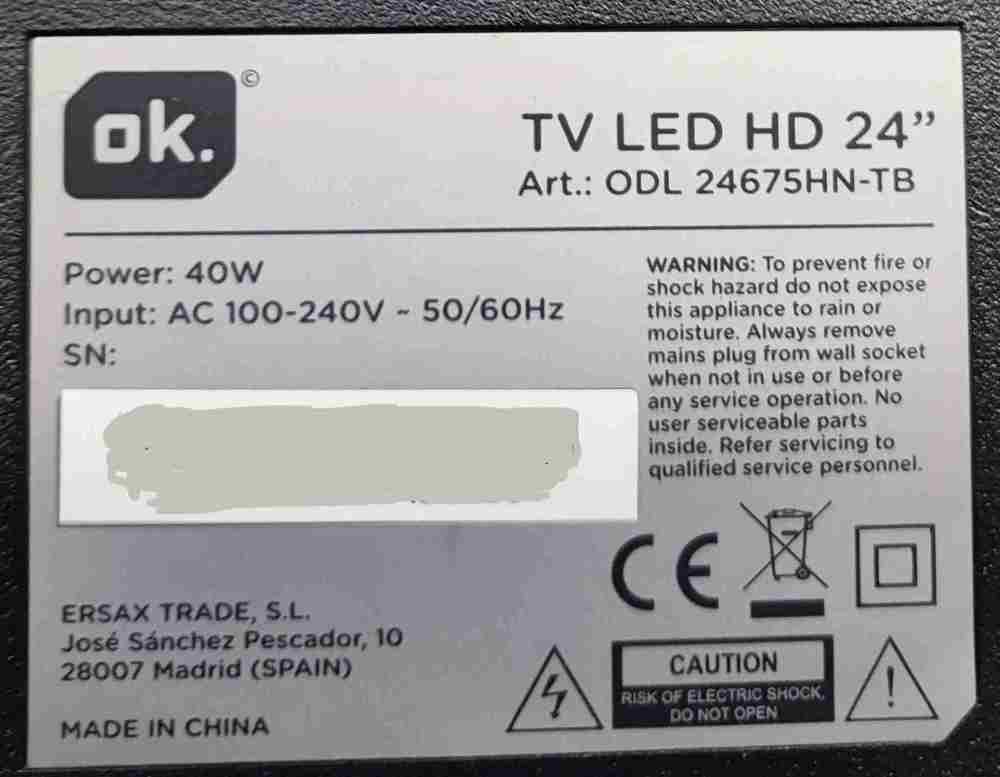 ok. ©
TV LED HD 24”
Art.: ODL 24675HN-TB
Power: 40W
Input: AC 100-240V ~ 50/60Hz
SN:
WARNING: To prevent fire or
shock hazard do not expose
this appliance to rain or
moisture. Always remove
mains plug from wall socket
when not in use or before
any service operation. No
user serviceable parts
inside. Refer servicing to
qualified service personnel.
CE
ERSAX TRADE, S.L.
José Sánchez Pescador, 10
28007 Madrid (SPAIN)
MADE IN CHINA
CAUTION
RISK OF ELECTRIC SHOCK,
DO NOT OPEN
!